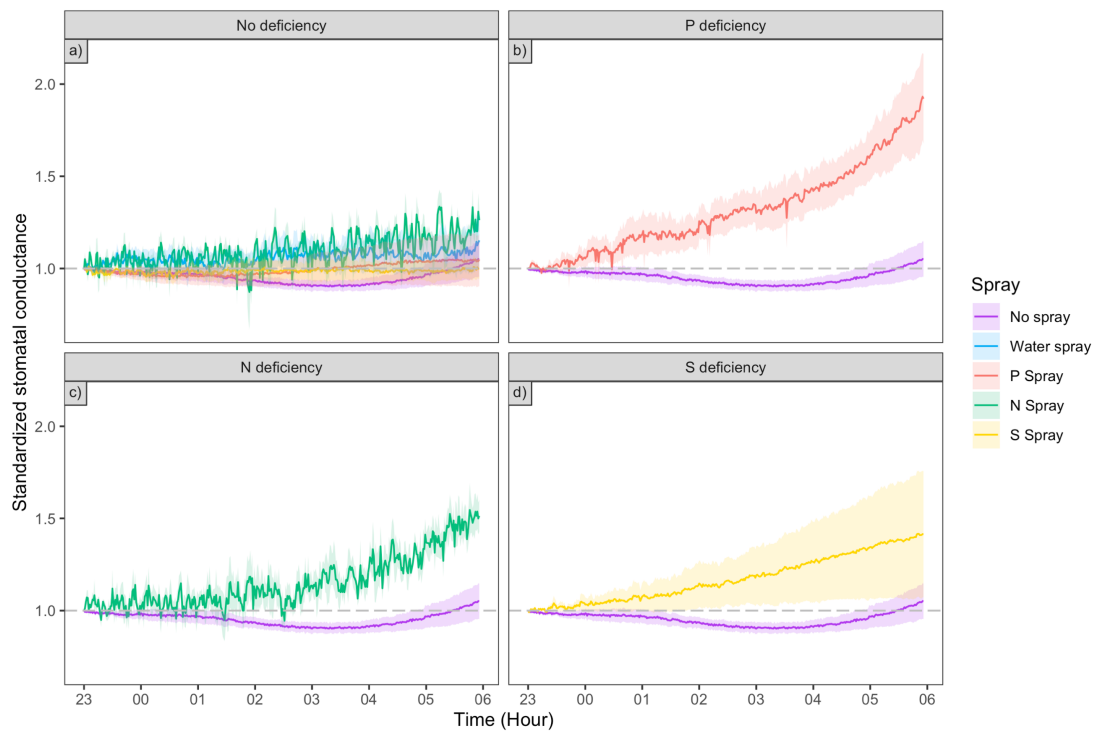 No deficiency
P deficiency
a)
b)
2.0
1.5
1.0
N deficiency
S deficiency
c)
d)
2.0
1.5
1.0
Standardized stomatal conductance
23 00 01 02 03 04 05 06
23 00 01 02 03 04 05 06
Time (Hour)
Spray
No spray
Water spray
P Spray
N Spray
S Spray